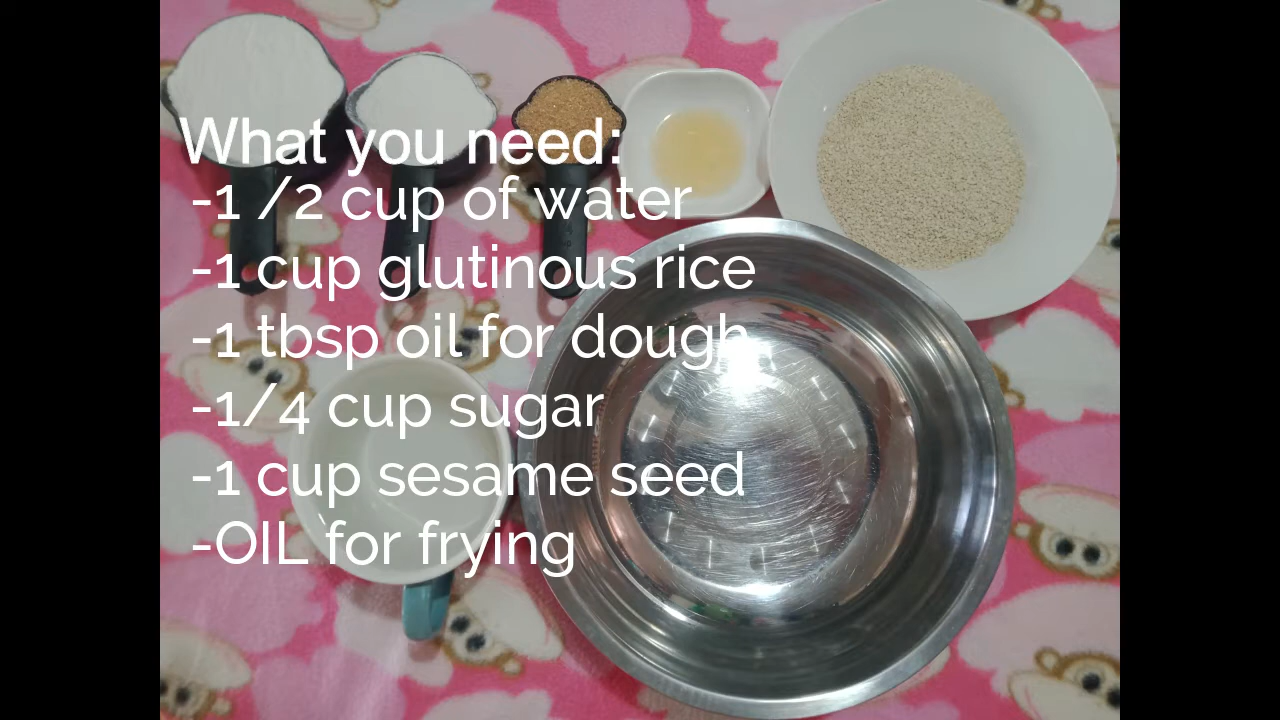 What you need:
-1 /2 cup of water
-1 cup glutinous rice
-1 tbsp oil for dough
-1/4 cup sugar
-1 cup sesame seed
-OIL for frying